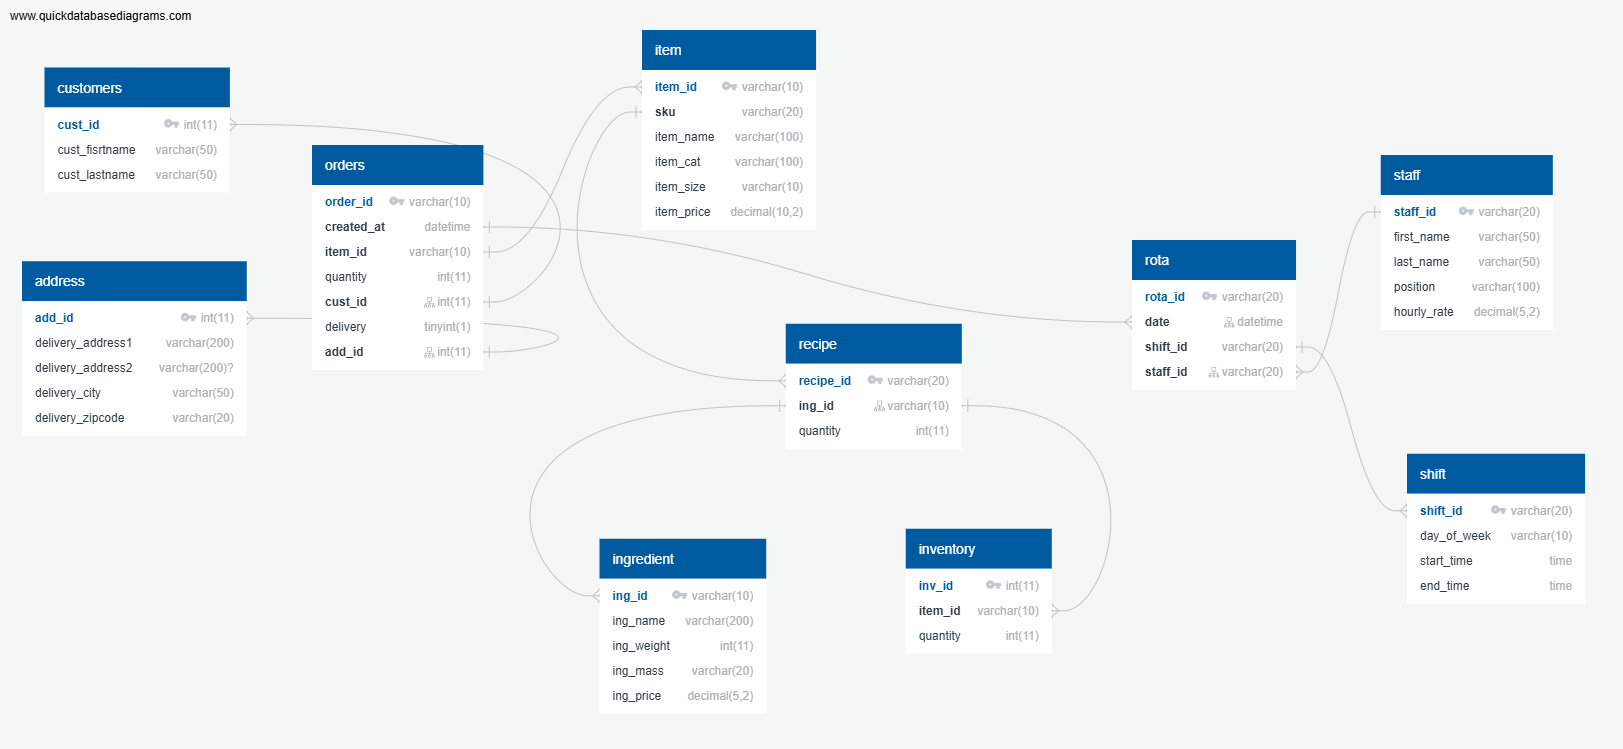 www.quickdatabasediagrams.com
customers
cust_id int(11)
cust_fisrtname varchar(50)
cust_lastname varchar(50)
address
add_id int(11)
delivery_address1 varchar(200)
delivery_address2 varchar(200)?
delivery_city varchar(50)
delivery_zipcode varchar(20)
orders
order_id varchar(10)
created_at datetime
item_id varchar(10)
quantity int(11)
cust_id int(11)
delivery tinyint(1)
add_id int(11)
item
item_id varchar(10)
sku varchar(20)
item_name varchar(100)
item_cat varchar(100)
item_size varchar(10)
item_price decimal(10,2)
recipe
recipe_id varchar(20)
ing_id varchar(10)
quantity int(11)
ingredient
ing_id varchar(10)
ing_name varchar(200)
ing_weight int(11)
ing_mass varchar(20)
ing_price decimal(5,2)
inventory
inv_id int(11)
item_id varchar(10)
quantity int(11)
rota
rota_id varchar(20)
date datetime
shift_id varchar(20)
staff_id varchar(20)
staff
staff_id varchar(20)
first_name varchar(50)
last_name varchar(50)
position varchar(100)
hourly_rate decimal(5,2)
shift
shift_id varchar(20)
day_of_week varchar(10)
start_time time
end_time time